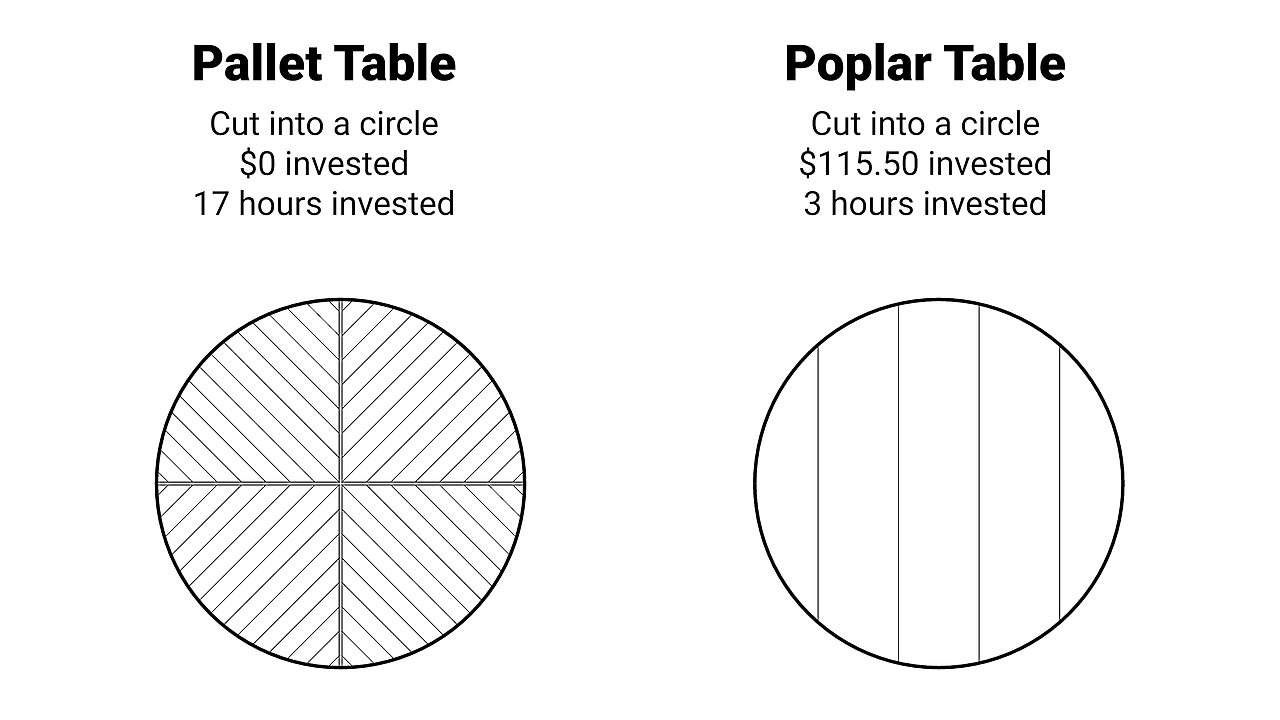 Pallet Table
Cut into a circle
$0 invested
17 hours invested
Poplar Table
Cut into a circle
$115.50 invested
3 hours invested